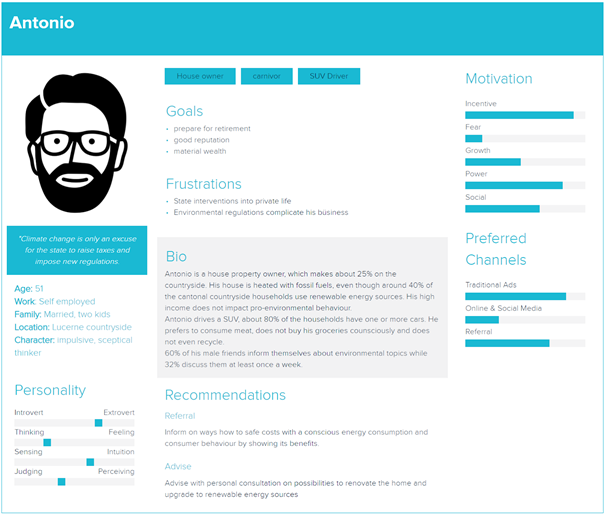 Antonio
House owner
carnivor
SUV Driver
Goals
• prepare for retirement
• good reputation
• material wealth
Frustrations
• State interventions into private life
• Environmental regulations complicate his business
"Climate change is only an excuse
for the state to raise taxes and
impose new regulations.
Age: 51
Work: Self employed
Family: Married, two kids
Location: Lucerne countryside
Character: impulsive, sceptical
thinker
Personality
Introvert Extrovert
Thinking Feeling
Sensing Intuition
Judging Perceiving
Bio
Antonio is a house property owner, which makes about 25% on the
countryside. His house is heated with fossil fuels, even though around 40% of
the cantonal countryside households use renewable energy sources. His high
income does not impact pro-environmental behaviour.
Antonio drives a SUV, about 80% of the households have one or more cars. He
prefers to consume meat, does not buy his groceries counsciously and does
not even recycle.
60% of his male friends inform themselves about environmental topics while
32% discuss them at least once a week.
Recommendations
Referral
Inform on ways how to safe costs with a conscious energy consumption and
consumer behaviour by showing its benefits.
Advise
Advise with personal consultation on possibilities to renovate the home and
upgrade to renewable energy sources
Motivation
Incentive
Fear
Growth
Power
Social
Preferred
Channels
Traditional Ads
Online & Social Media
Referral